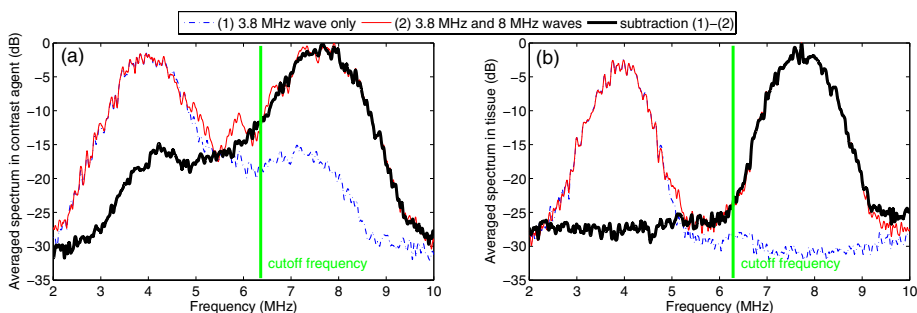 (1) 3.8 MHz wave only (2) 3.8 MHz and 8 MHz waves subtraction (1)−(2)
(a)
Averaged spectrum in contrast agent (dB)
0
−5
−10
−15
−20
−25
−30
−35
2 3 4 5 6 7 8 9 10
Frequency (MHz)
cutoff frequency
(b)
Averaged spectrum in tissue (dB)
0
−5
−10
−15
−20
−25
−30
−35
2 3 4 5 6 7 8 9 10
Frequency (MHz)
cutoff frequency